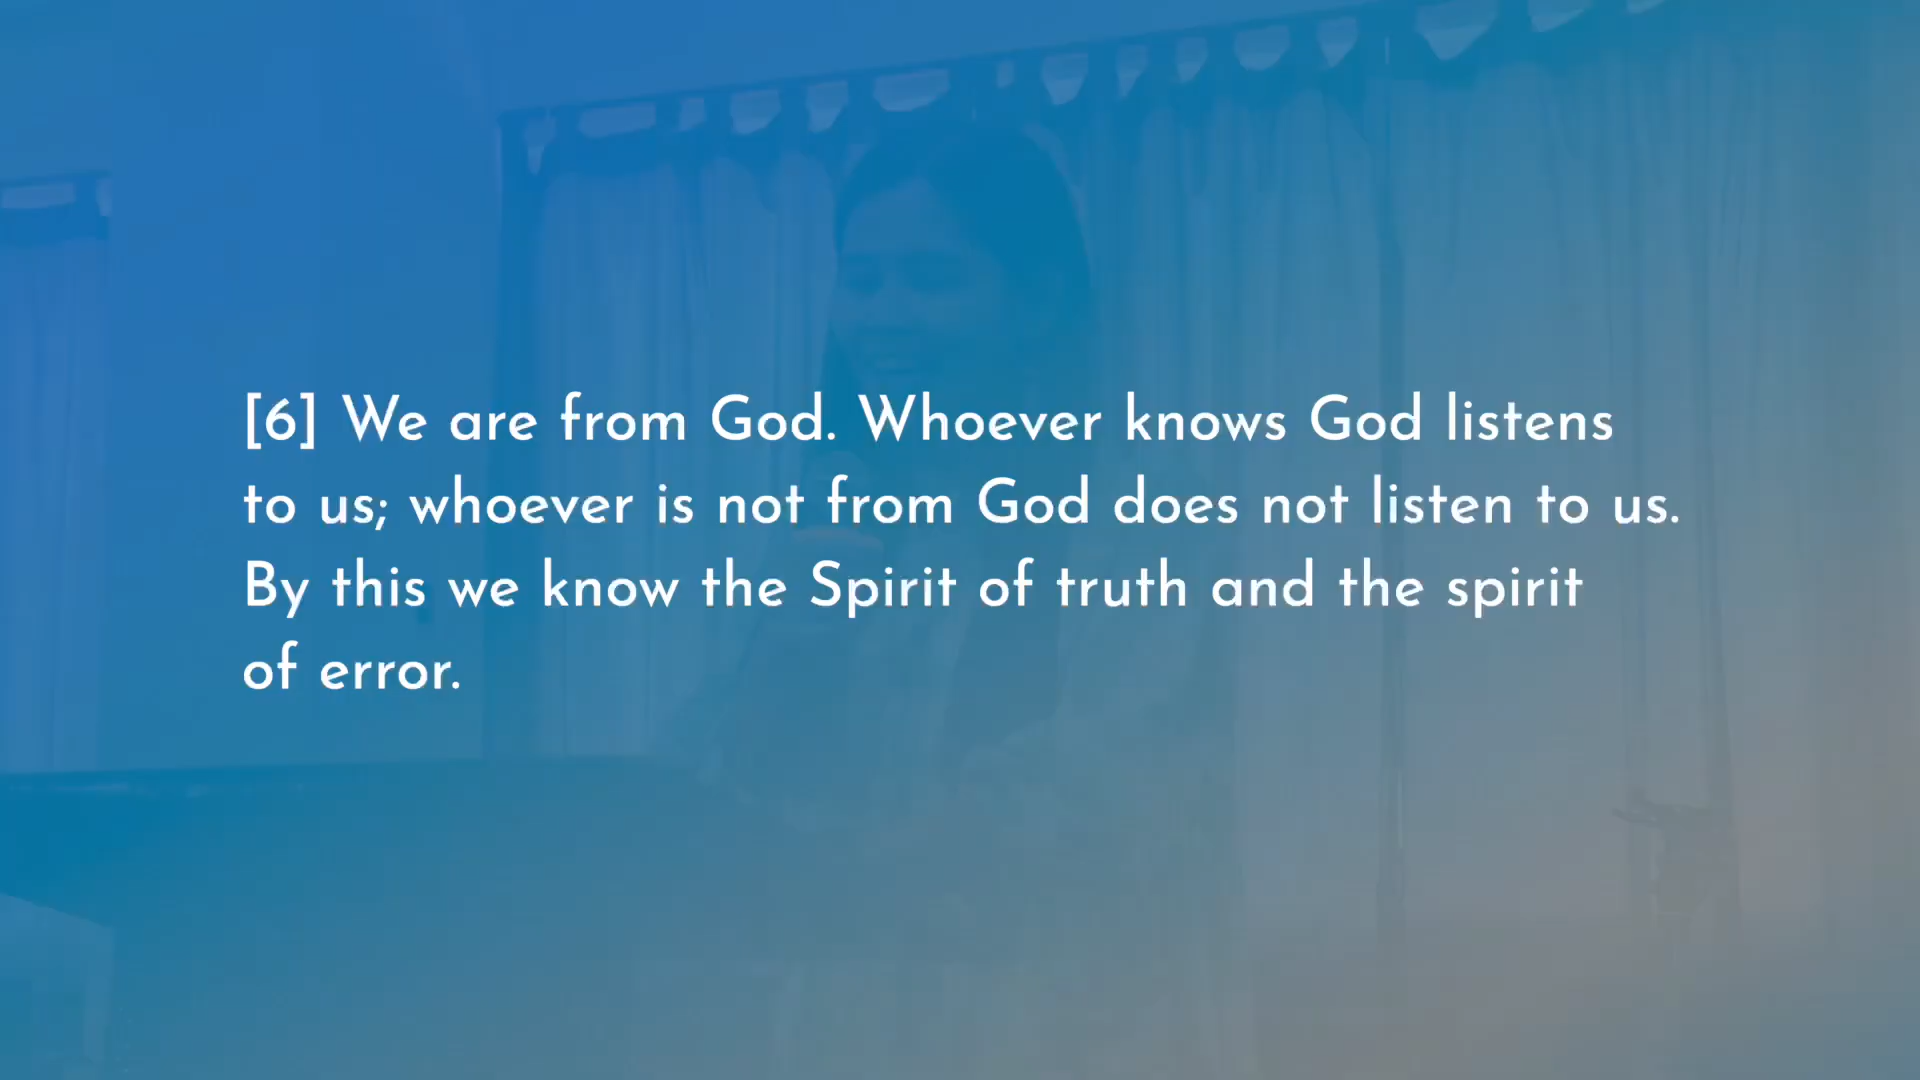 [6] We are from God. Whoever knows God listens
to us; whoever is not from God does not listen to us.
By this we know the Spirit of truth and the spirit
of error.